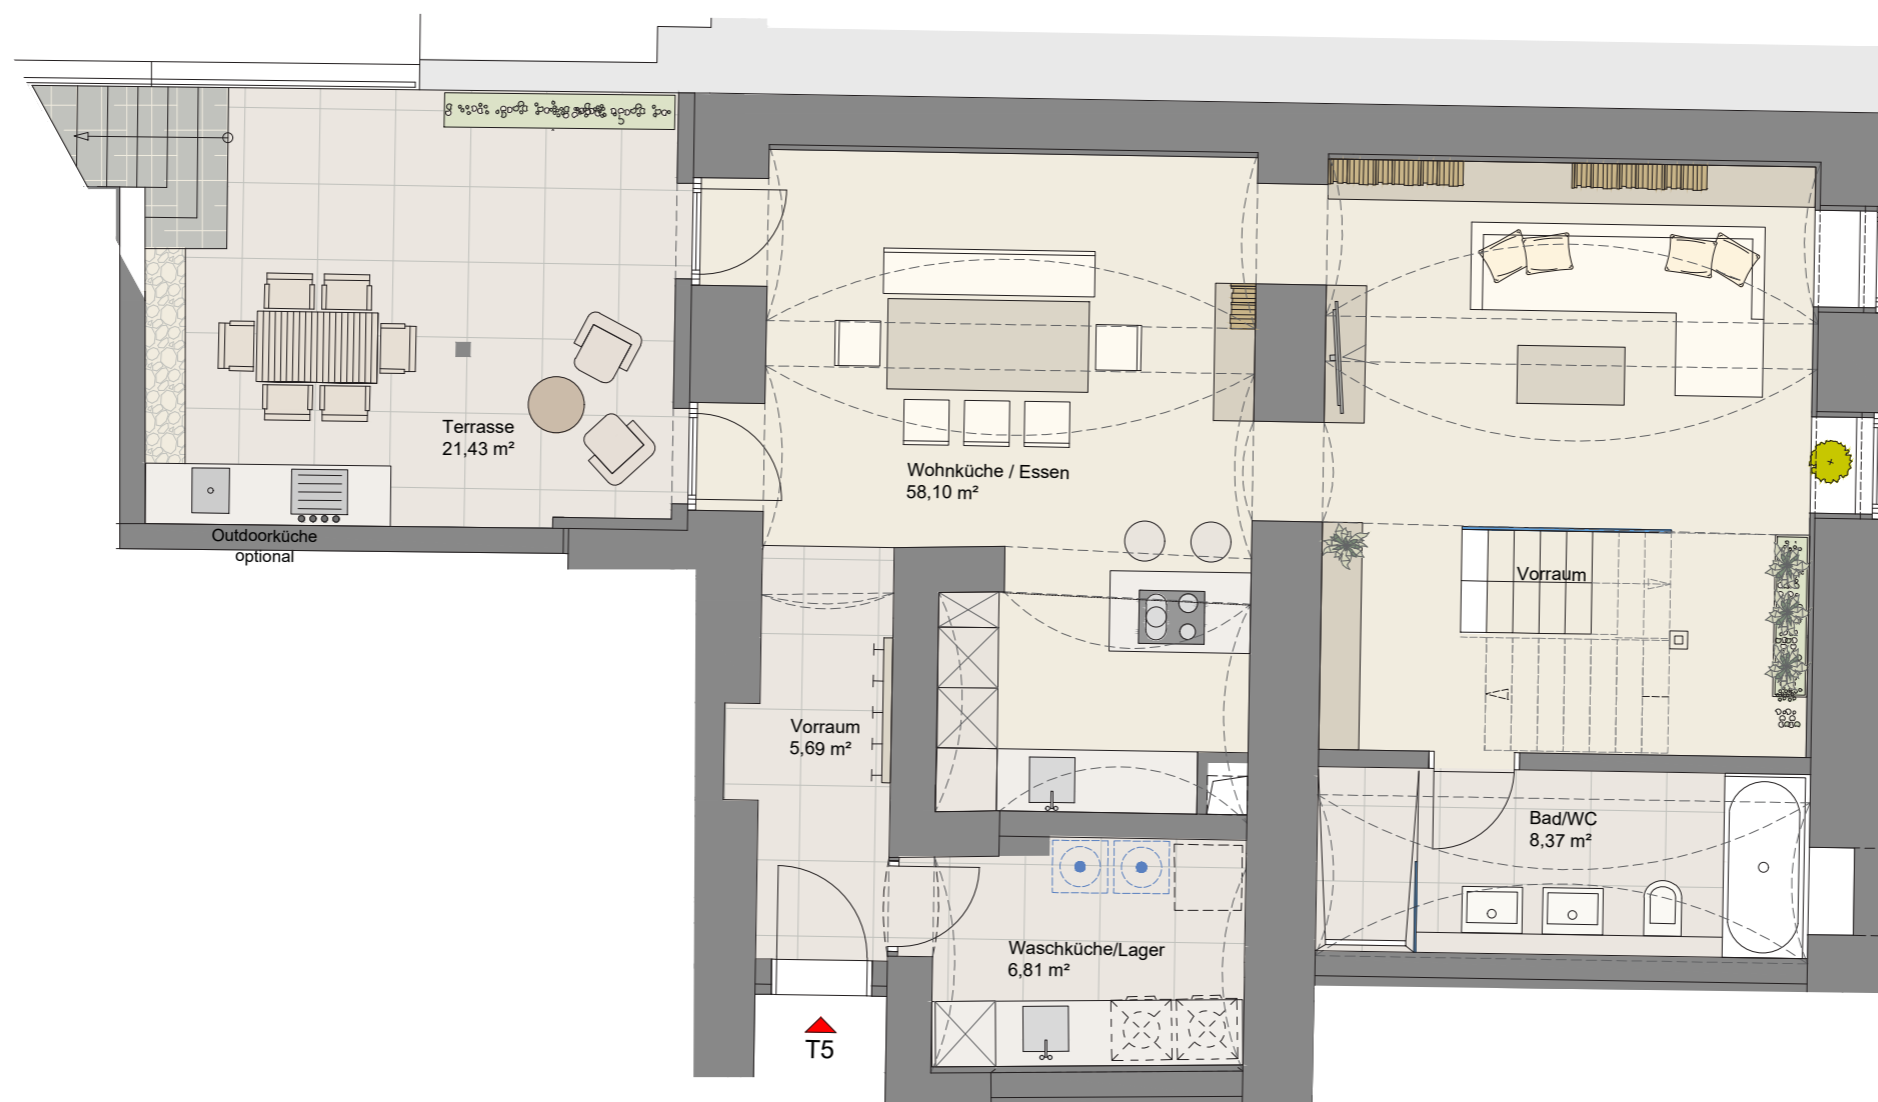 Terrasse
21,43 m²
Outdoorküche
optional
Wohnküche / Essen
58,10 m²
Vorraum
Vorraum
5,69 m²
Bad/WC
8,37 m²
Waschküche/Lager
6,81 m²
T5